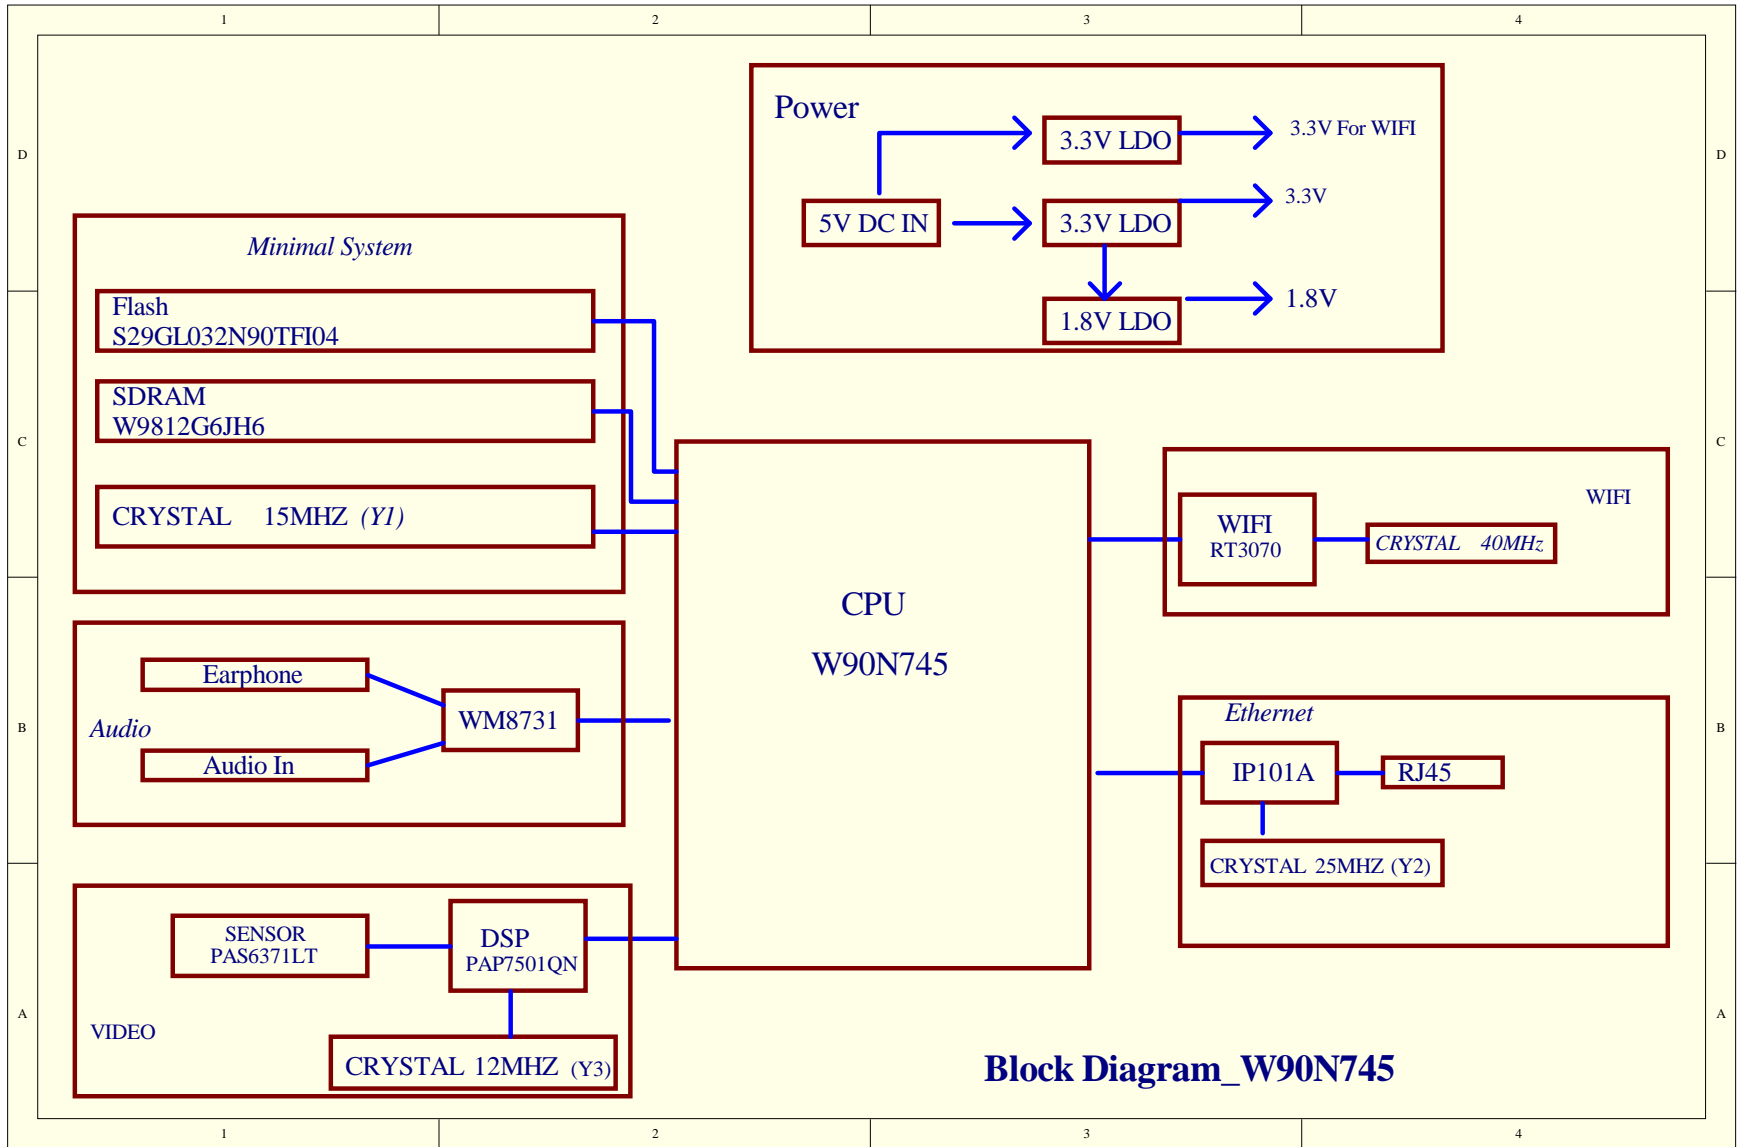 1 2 3 4
D D
C C
B B
A A
1 2 3 4
Power
3.3V LDO
3.3V For WIFI
5V DC IN
3.3V LDO
3.3V
1.8V LDO
1.8V
Minimal System
Flash
S29GL032N90TFI04
SDRAM
W9812G6JH6
CRYSTAL 15MHZ (Y1)
CPU
W90N745
WIFI
WIFI
RT3070
CRYSTAL 40MHz
Earphone
Audio
WM8731
Audio In
Ethernet
IP101A
RJ45
CRYSTAL 25MHZ (Y2)
SENSOR
PAS6371LT
DSP
PAP7501QN
VIDEO
CRYSTAL 12MHZ (Y3)
Block Diagram_W90N745